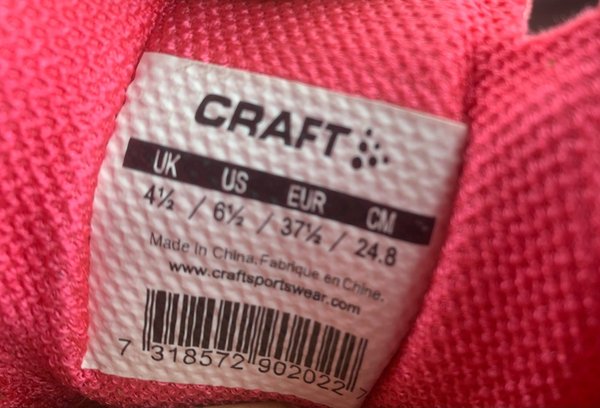 CRAFT
UK US EUR CM
4½ / 6½ / 37½ / 24.8
Made In China. Fabrique en Chine.
www.craftsportswear.com
7 318572 902022 7